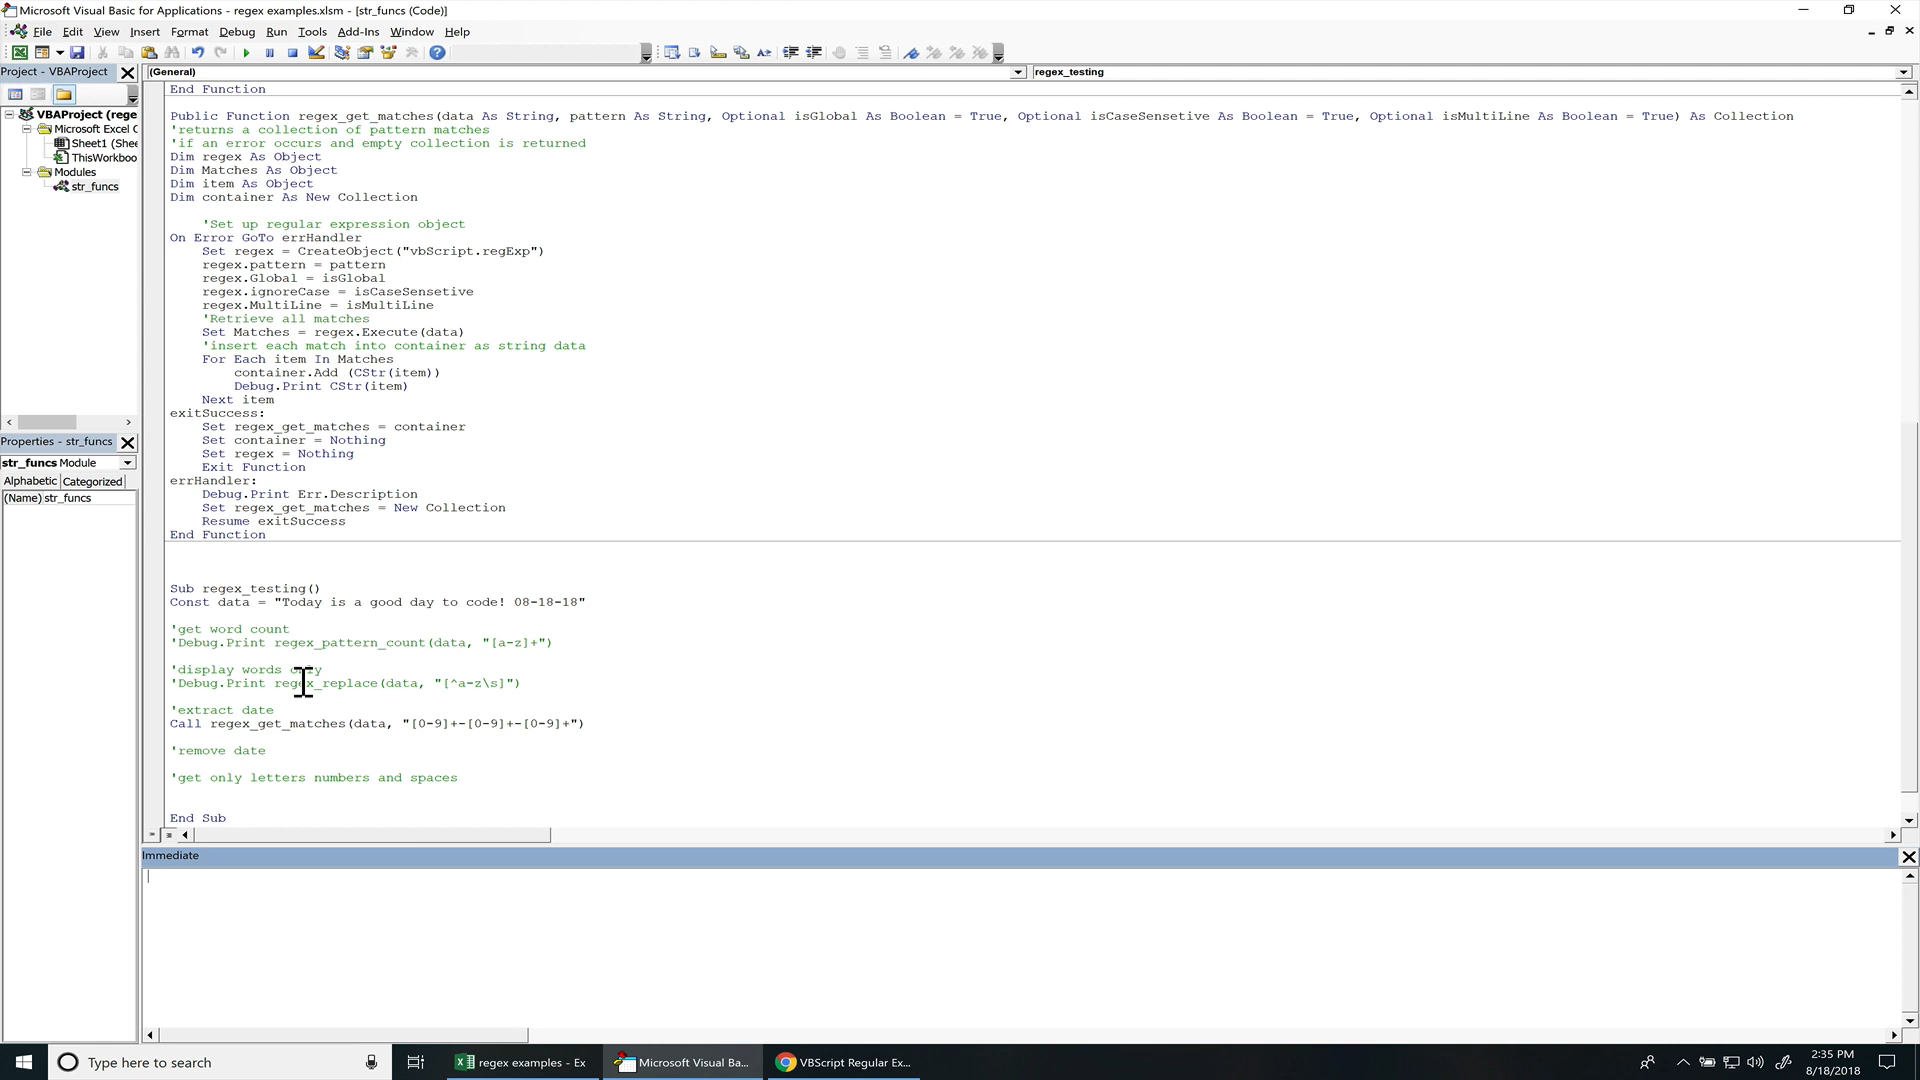 Microsoft Visual Basic for Applications - regex examples.xlsm - [str_funcs (Code)]
File Edit View Insert Format Debug Run Tools Add-Ins Window Help
Project - VBAProject
(General)
regex_testing
VBAProject (rege
Microsoft Excel O
Sheet1 (Shee
ThisWorkboo
Modules
str_funcs
Properties - str_funcs
str_funcs Module
Alphabetic Categorized
(Name) str_funcs
End Function
Public Function regex_get_matches(data As String, pattern As String, Optional isGlobal As Boolean = True, Optional isCaseSensetive As Boolean = True, Optional isMultiLine As Boolean = True) As Collection
'returns a collection of pattern matches
'if an error occurs and empty collection is returned
Dim regex As Object
Dim Matches As Object
Dim item As Object
Dim container As New Collection
'Set up regular expression object
On Error GoTo errHandler
Set regex = CreateObject("vbScript.regExp")
regex.pattern = pattern
regex.Global = isGlobal
regex.ignoreCase = isCaseSensetive
regex.MultiLine = isMultiLine
'Retrieve all matches
Set Matches = regex.Execute(data)
'insert each match into container as string data
For Each item In Matches
container.Add (CStr(item))
Debug.Print CStr(item)
Next item
exitSuccess:
Set regex_get_matches = container
Set container = Nothing
Set regex = Nothing
Exit Function
errHandler:
Debug.Print Err.Description
Set regex_get_matches = New Collection
Resume exitSuccess
End Function
Sub regex_testing()
Const data = "Today is a good day to code! 08-18-18"
'get word count
'Debug.Print regex_pattern_count(data, "[a-z]+")
'display words only
'Debug.Print regex_replace(data, "[^a-z\s]")
'extract date
Call regex_get_matches(data, "[0-9]+-[0-9]+-[0-9]+")
'remove date
'get only letters numbers and spaces
End Sub
Immediate
Type here to search
regex examples - Ex
Microsoft Visual Ba...
VBScript Regular Ex...
2:35 PM
8/18/2018